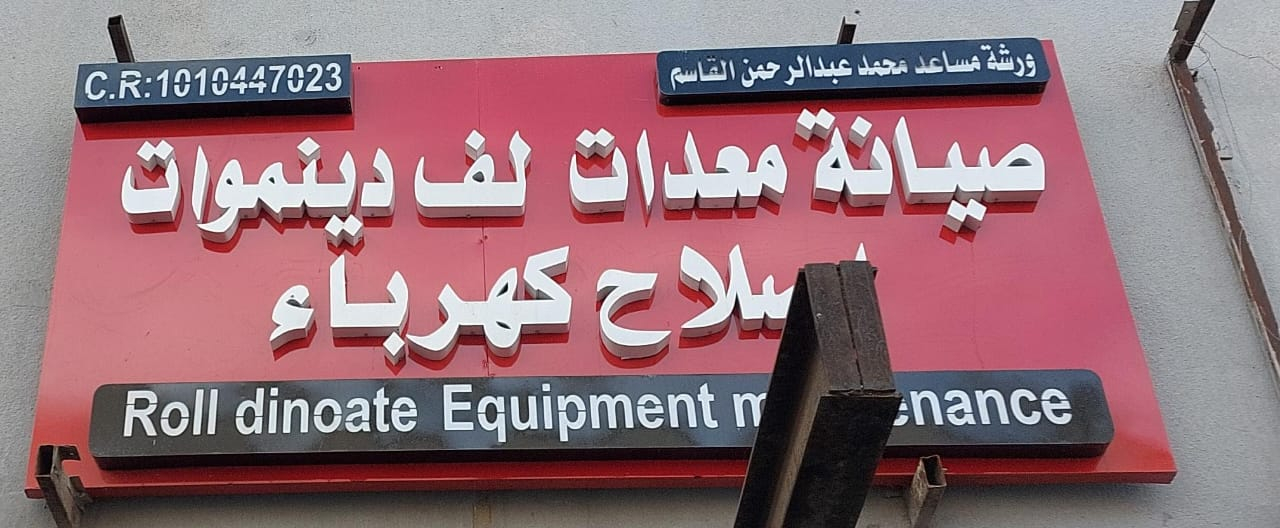 ورشة مساعد محمد عبدالرحمن القاسم
C.R:1010447023
صيانة معدات لف دينموات
كهرباء
Roll dinoate Equipment